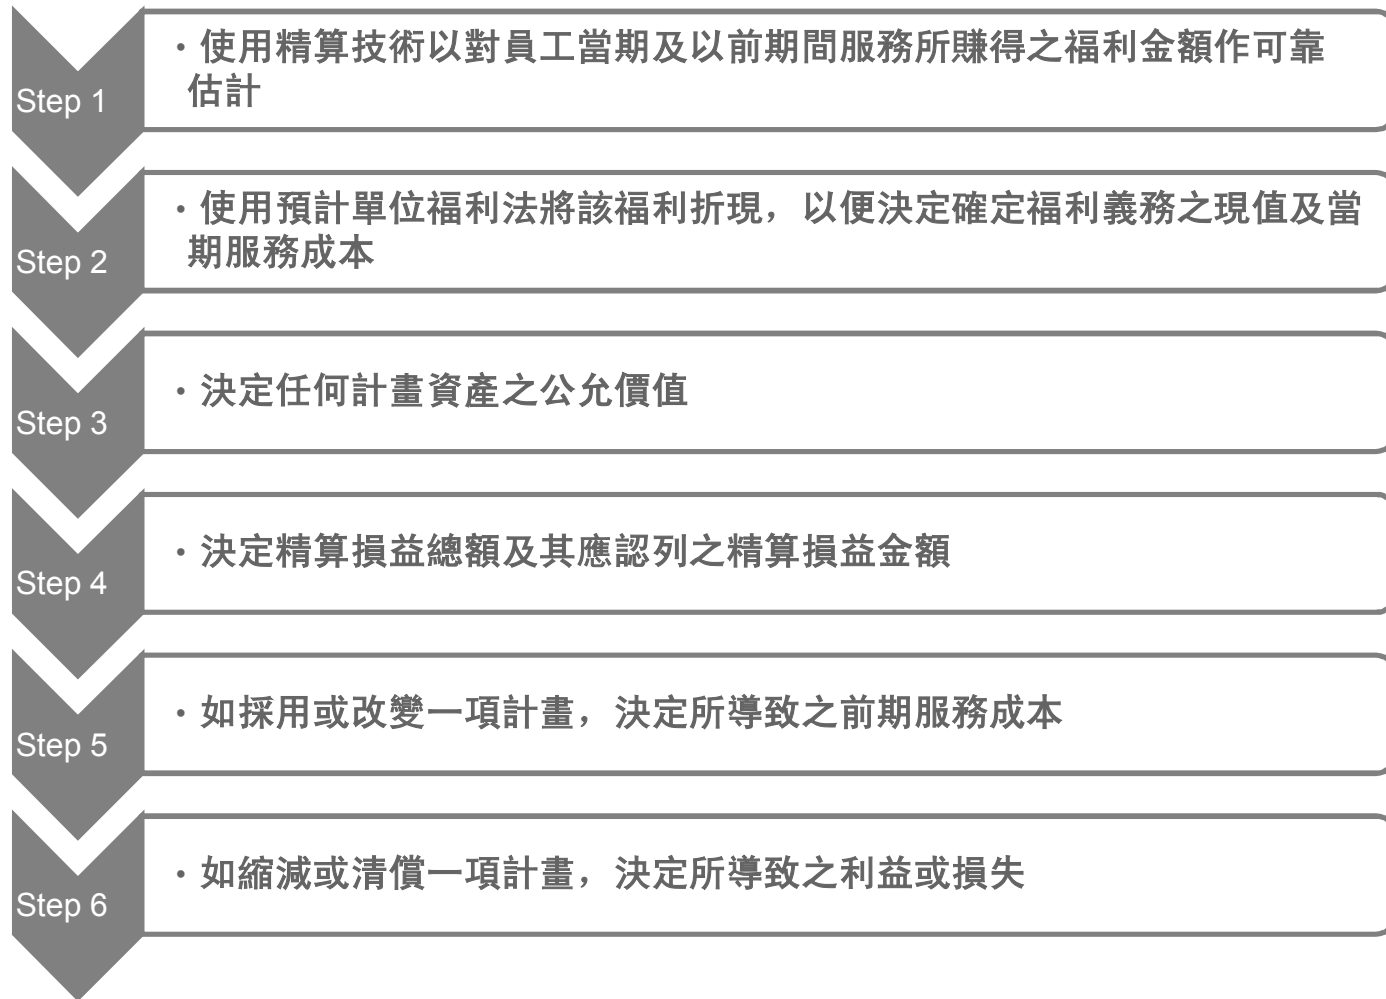 Step 1
· 使用精算技術以對員工當期及以前期間服務所賺得之福利金額作可靠
估計
Step 2
· 使用預計單位福利法將該福利折現，以便決定確定福利義務之現值及當
期服務成本
Step 3
· 決定任何計畫資產之公允價值
Step 4
· 決定精算損益總額及其應認列之精算損益金額
Step 5
· 如採用或改變一項計畫，決定所導致之前期服務成本
Step 6
· 如縮減或清償一項計畫，決定所導致之利益或損失